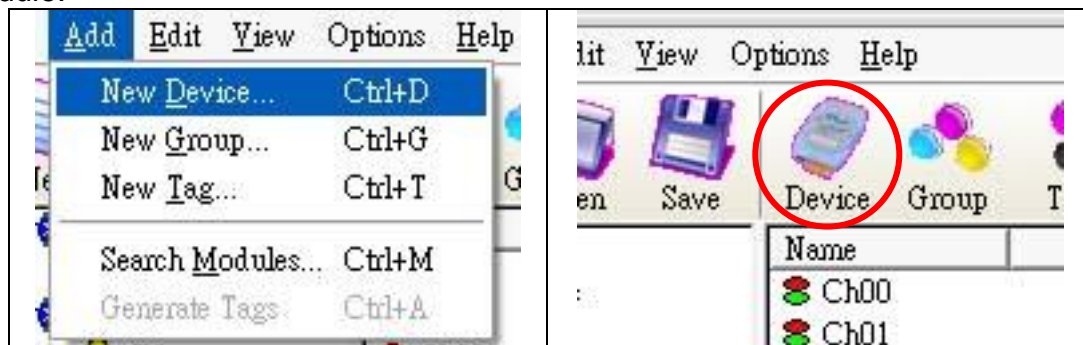 Add Edit View Options Help
New Device... Ctrl+D
New Group... Ctrl+G
New Tag... Ctrl+T
Search Modules... Ctrl+M
Generate Tags Ctrl+A
View Options Help
Save Device Group
Name
Ch00
Ch01